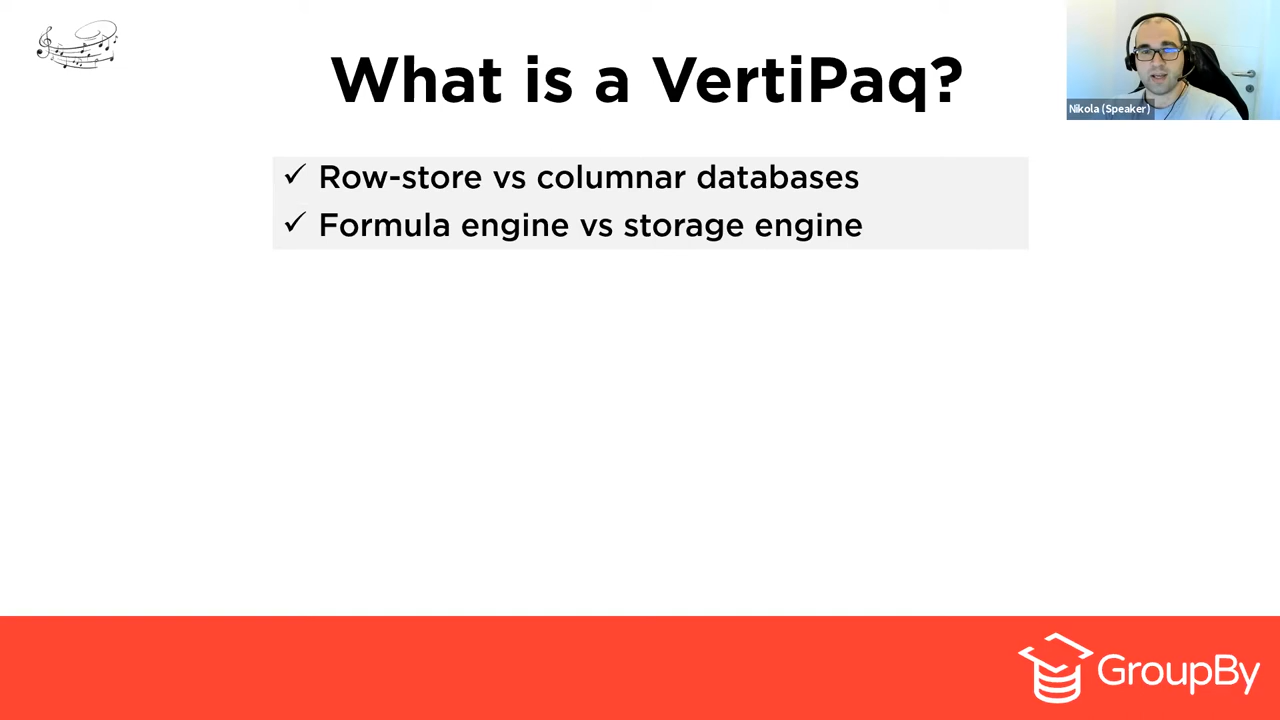 What is a VertiPaq?
Nikola (Speaker)
✓ Row-store vs columnar databases
✓ Formula engine vs storage engine
GroupBy